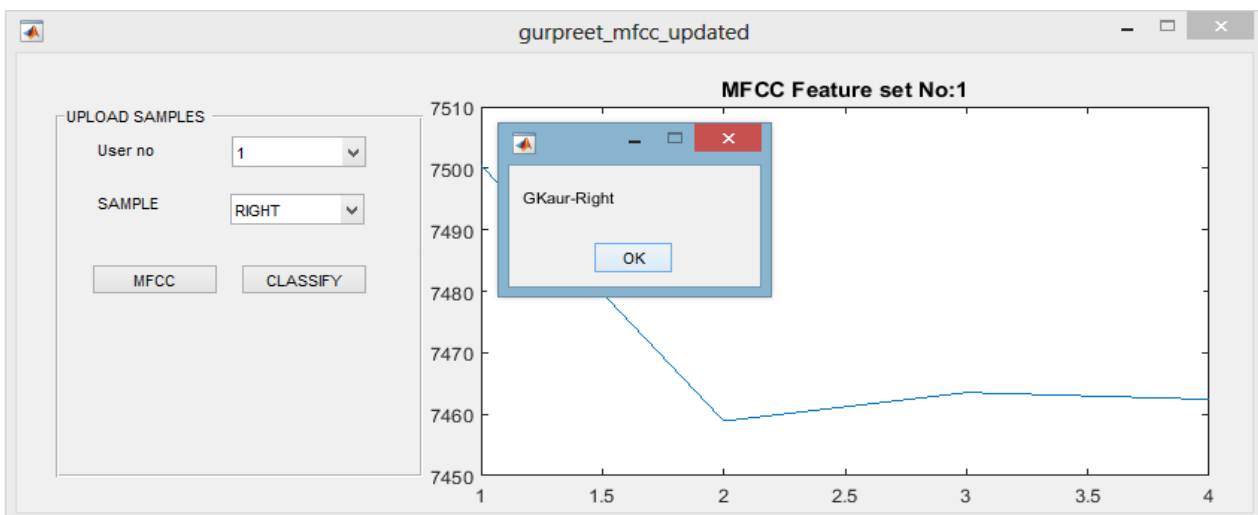 gurpreet_mfcc_updated
UPLOAD SAMPLES
User no 1
SAMPLE RIGHT
MFCC CLASSIFY
MFCC Feature set No:1
7510
7500
7490
7480
7470
7460
7450
1 1.5 2 2.5 3 3.5 4
GKaur-Right
OK